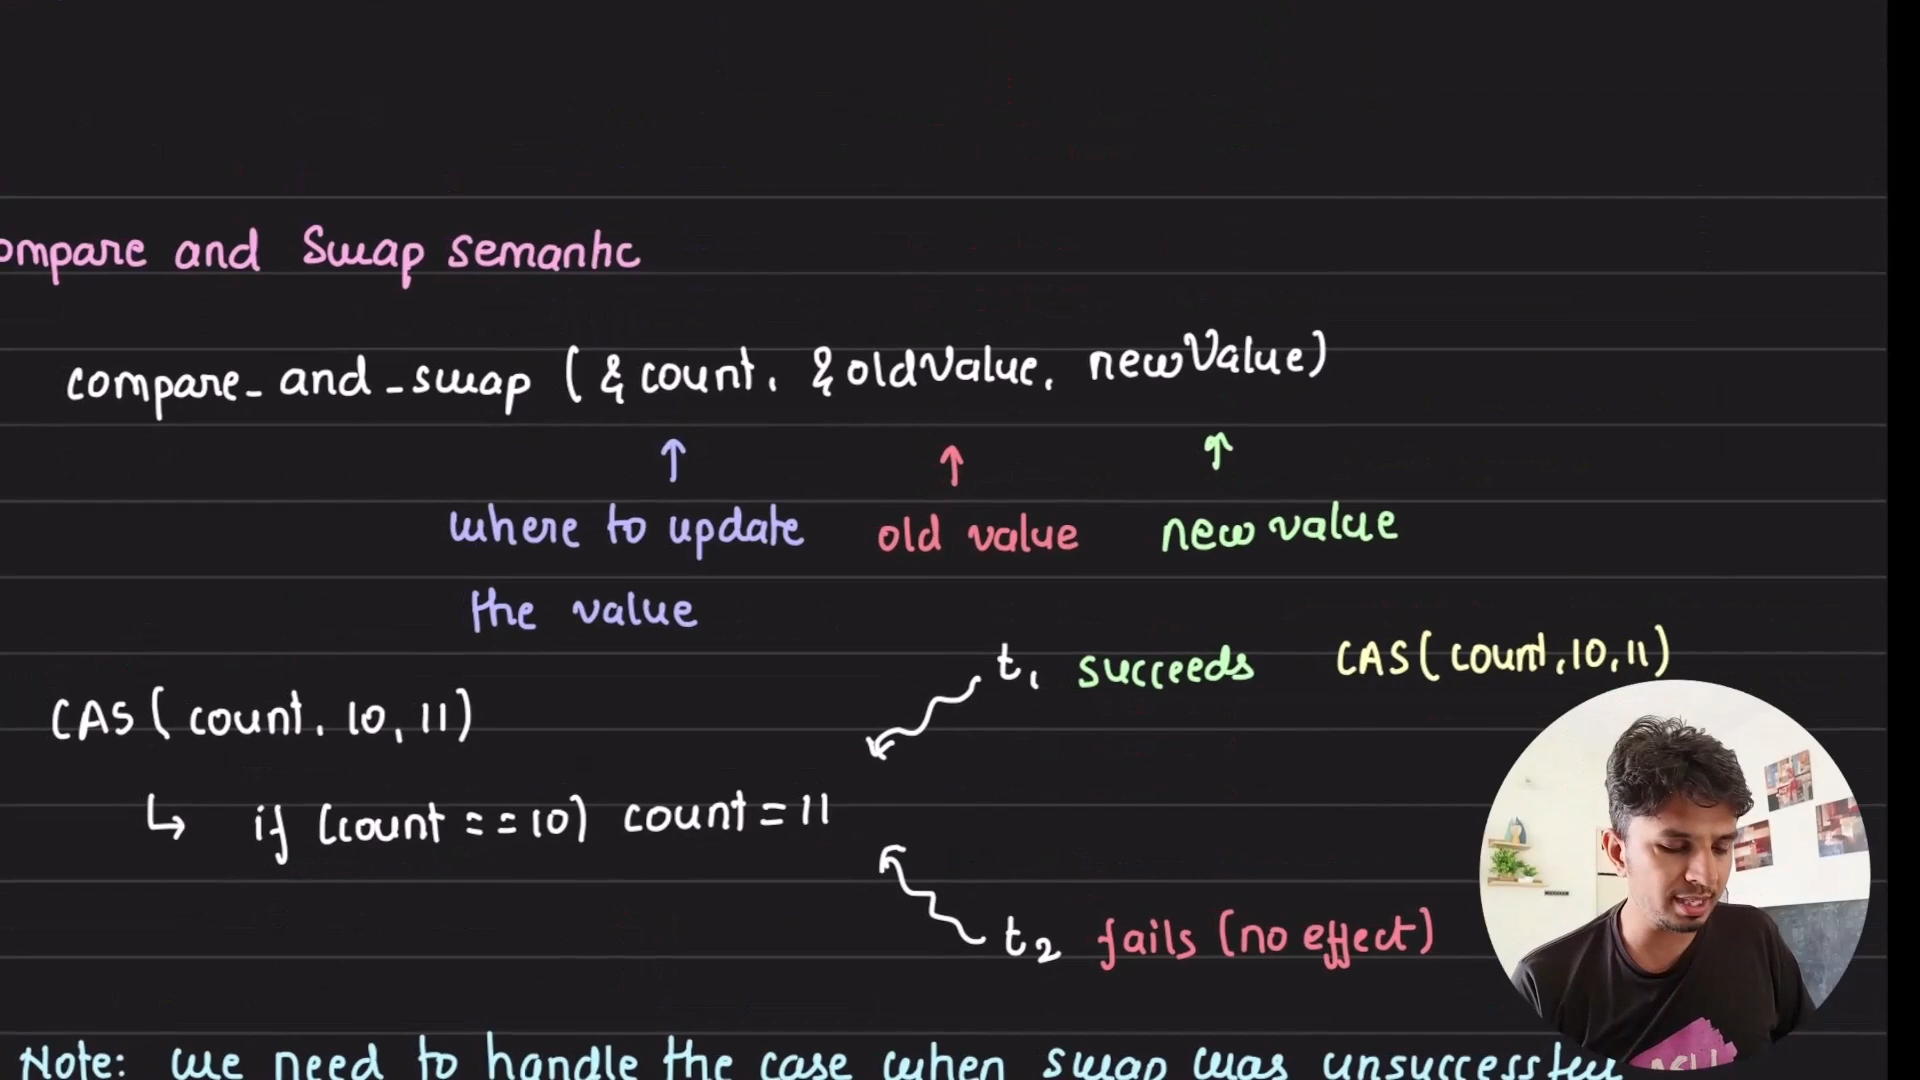 ompare and Swap semantic
compare_and_swap (&count, &oldValue, newValue)
↑ ↑ ↑
where to update old value new value
the value
t1 succeeds CAS(count,10,11)
CAS(count, 10, 11)
↳ if (count==10) count=11
t2 fails (no effect)
Note: we need to handle the case when swap was unsuccessful